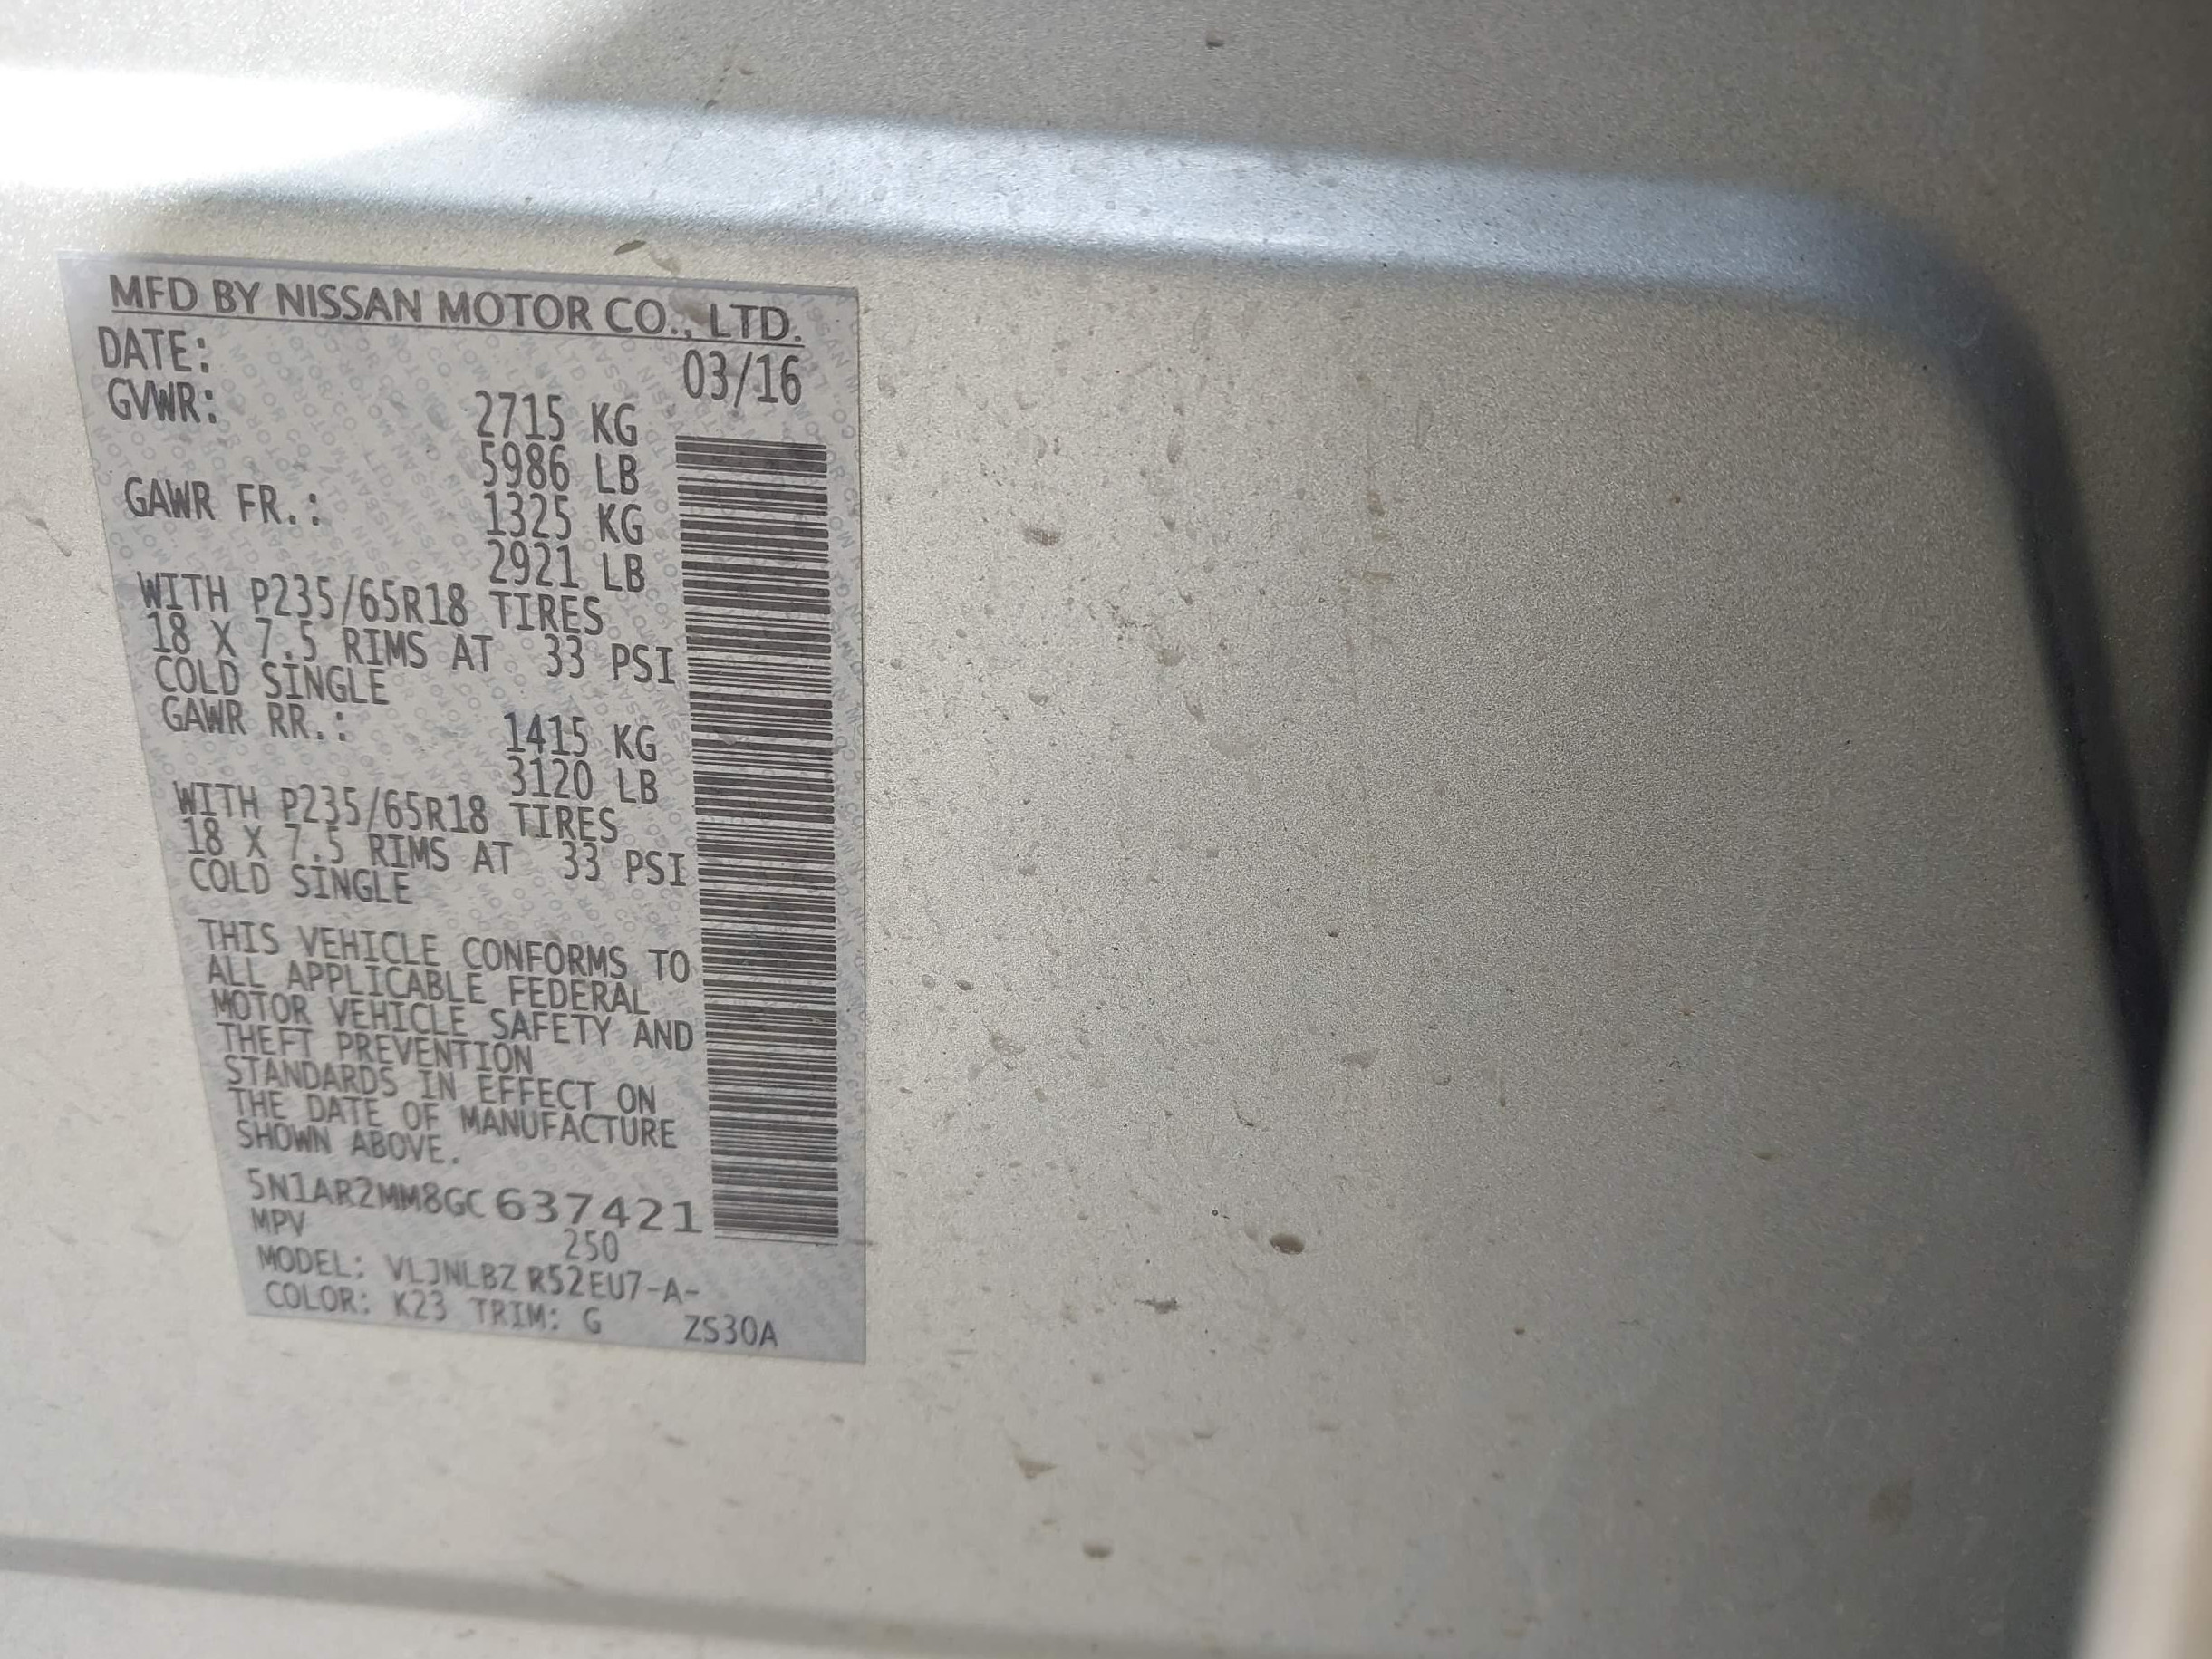 MFD BY NISSAN MOTOR CO., LTD.
DATE: 03/16
GVWR: 2715 KG
5986 LB
GAWR FR.: 1325 KG
2921 LB
WITH P235/65R18 TIRES
18 X 7.5 RIMS AT 33 PSI
COLD SINGLE
GAWR RR.: 1415 KG
3120 LB
WITH P235/65R18 TIRES
18 X 7.5 RIMS AT 33 PSI
COLD SINGLE
THIS VEHICLE CONFORMS TO
ALL APPLICABLE FEDERAL
MOTOR VEHICLE SAFETY AND
THEFT PREVENTION
STANDARDS IN EFFECT ON
THE DATE OF MANUFACTURE
SHOWN ABOVE.
5N1AR2MM8GC637421
MPV 250
MODEL: VLJNLBZ R52EU7-A-
COLOR: K23 TRIM: G ZS30A